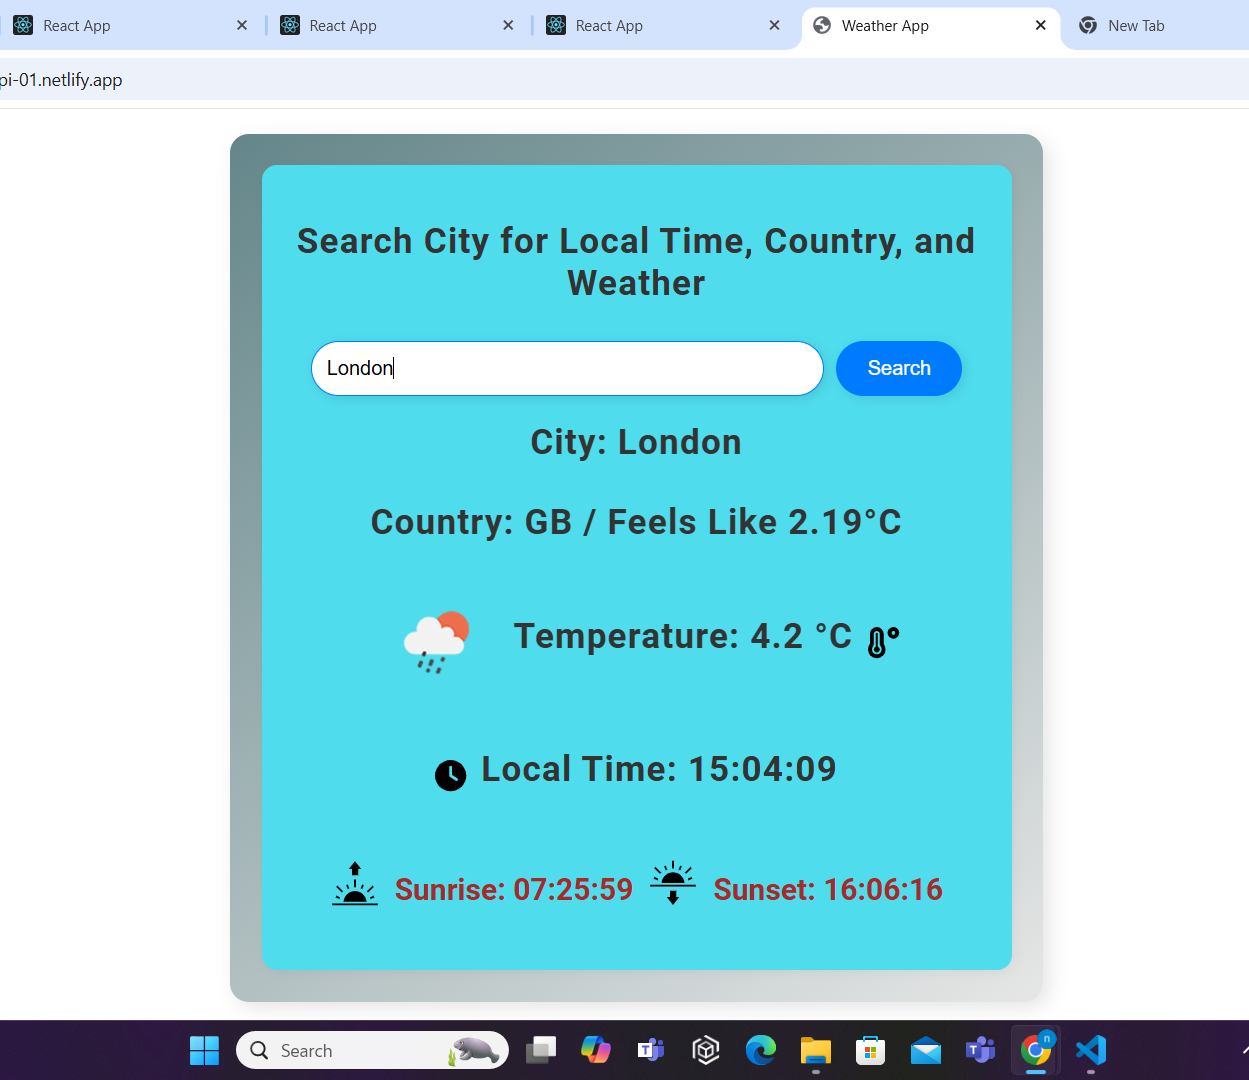 React App
React App
React App
Weather App
New Tab
pi-01.netlify.app
Search City for Local Time, Country, and
Weather
London
Search
City: London
Country: GB / Feels Like 2.19°C
Temperature: 4.2 °C
Local Time: 15:04:09
Sunrise: 07:25:59
Sunset: 16:06:16
Search
n